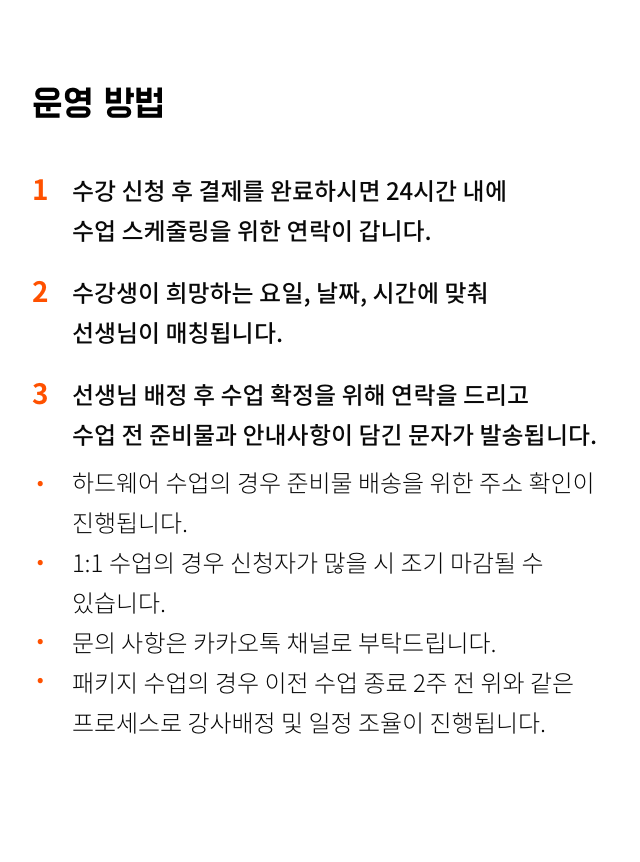 운영 방법
1 수강 신청 후 결제를 완료하시면 24시간 내에
수업 스케줄링을 위한 연락이 갑니다.
2 수강생이 희망하는 요일, 날짜, 시간에 맞춰
선생님이 매칭됩니다.
3 선생님 배정 후 수업 확정을 위해 연락을 드리고
수업 전 준비물과 안내사항이 담긴 문자가 발송됩니다.
• 하드웨어 수업의 경우 준비물 배송을 위한 주소 확인이
진행됩니다.
• 1:1 수업의 경우 신청자가 많을 시 조기 마감될 수
있습니다.
• 문의 사항은 카카오톡 채널로 부탁드립니다.
• 패키지 수업의 경우 이전 수업 종료 2주 전 위와 같은
프로세스로 강사배정 및 일정 조율이 진행됩니다.